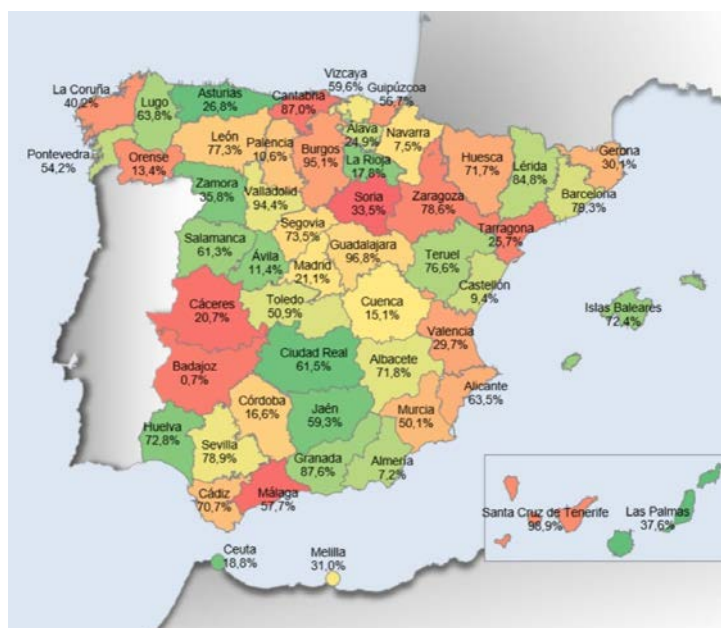 Vizcaya
59,6%
Guipúzcoa
56,7%
La Coruña
40,2%
Lugo
63,8%
Asturias
26,8%
Cantabria
87,0%
Álava
24,9%
Navarra
7,5%
León
77,3%
Palencia
10,6%
Burgos
95,1%
La Rioja
17,8%
Huesca
71,7%
Lérida
84,8%
Gerona
30,1%
Pontevedra
54,2%
Orense
13,4%
Zamora
35,8%
Valladolid
94,4%
Soria
33,5%
Zaragoza
78,6%
Barcelona
79,3%
Tarragona
25,7%
Segovia
73,5%
Salamanca
61,3%
Ávila
11,4%
Guadalajara
96,8%
Madrid
21,1%
Teruel
76,6%
Castellón
9,4%
Cáceres
20,7%
Toledo
50,9%
Cuenca
15,1%
Islas Baleares
72,4%
Valencia
29,7%
Badajoz
0,7%
Ciudad Real
61,5%
Albacete
71,8%
Alicante
63,5%
Córdoba
16,6%
Jaén
59,3%
Murcia
50,1%
Huelva
72,8%
Sevilla
78,9%
Granada
87,6%
Almería
7,2%
Cádiz
70,7%
Málaga
57,7%
Santa Cruz de Tenerife
98,9%
Las Palmas
37,6%
Ceuta
18,8%
Melilla
31,0%